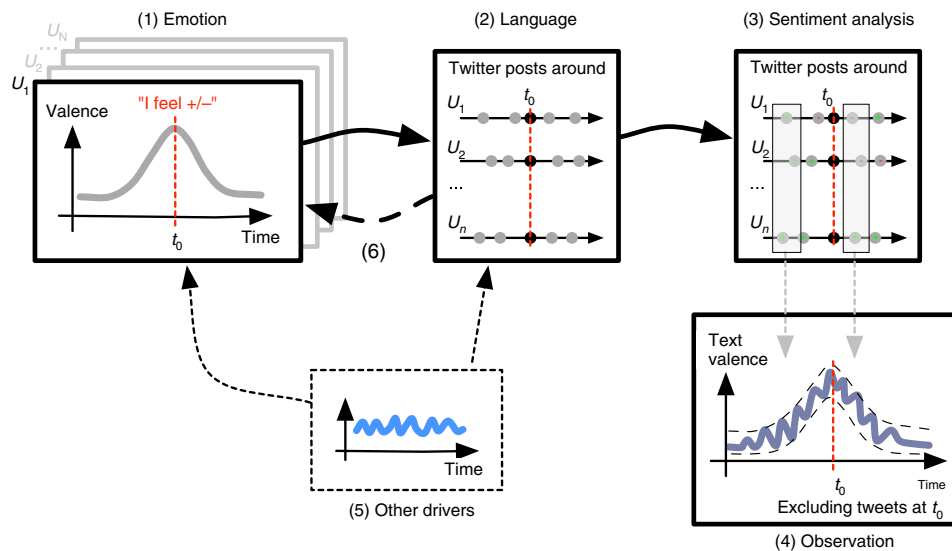 (1) Emotion
U_N
...
U_2
U_1
Valence
"I feel +/–"
t_0
Time
(2) Language
Twitter posts around
t_0
U_1
U_2
...
U_n
(3) Sentiment analysis
Twitter posts around
t_0
U_1
U_2
...
U_n
(6)
Time
(5) Other drivers
Text
valence
t_0
Time
Excluding tweets at t_0
(4) Observation